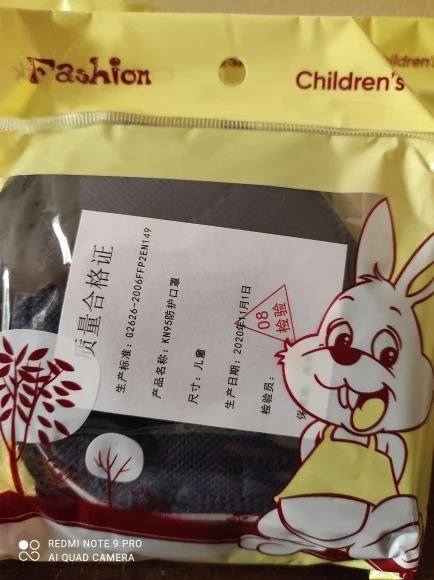 Fashion
Children's
质量合格证
生产标准：G2626-2006FFP2EN149
产品名称：KN95防护口罩
尺寸：儿童
生产日期：2020年11月1日
检验员：
08
检验
保
REDMI NOTE 9 PRO
AI QUAD CAMERA